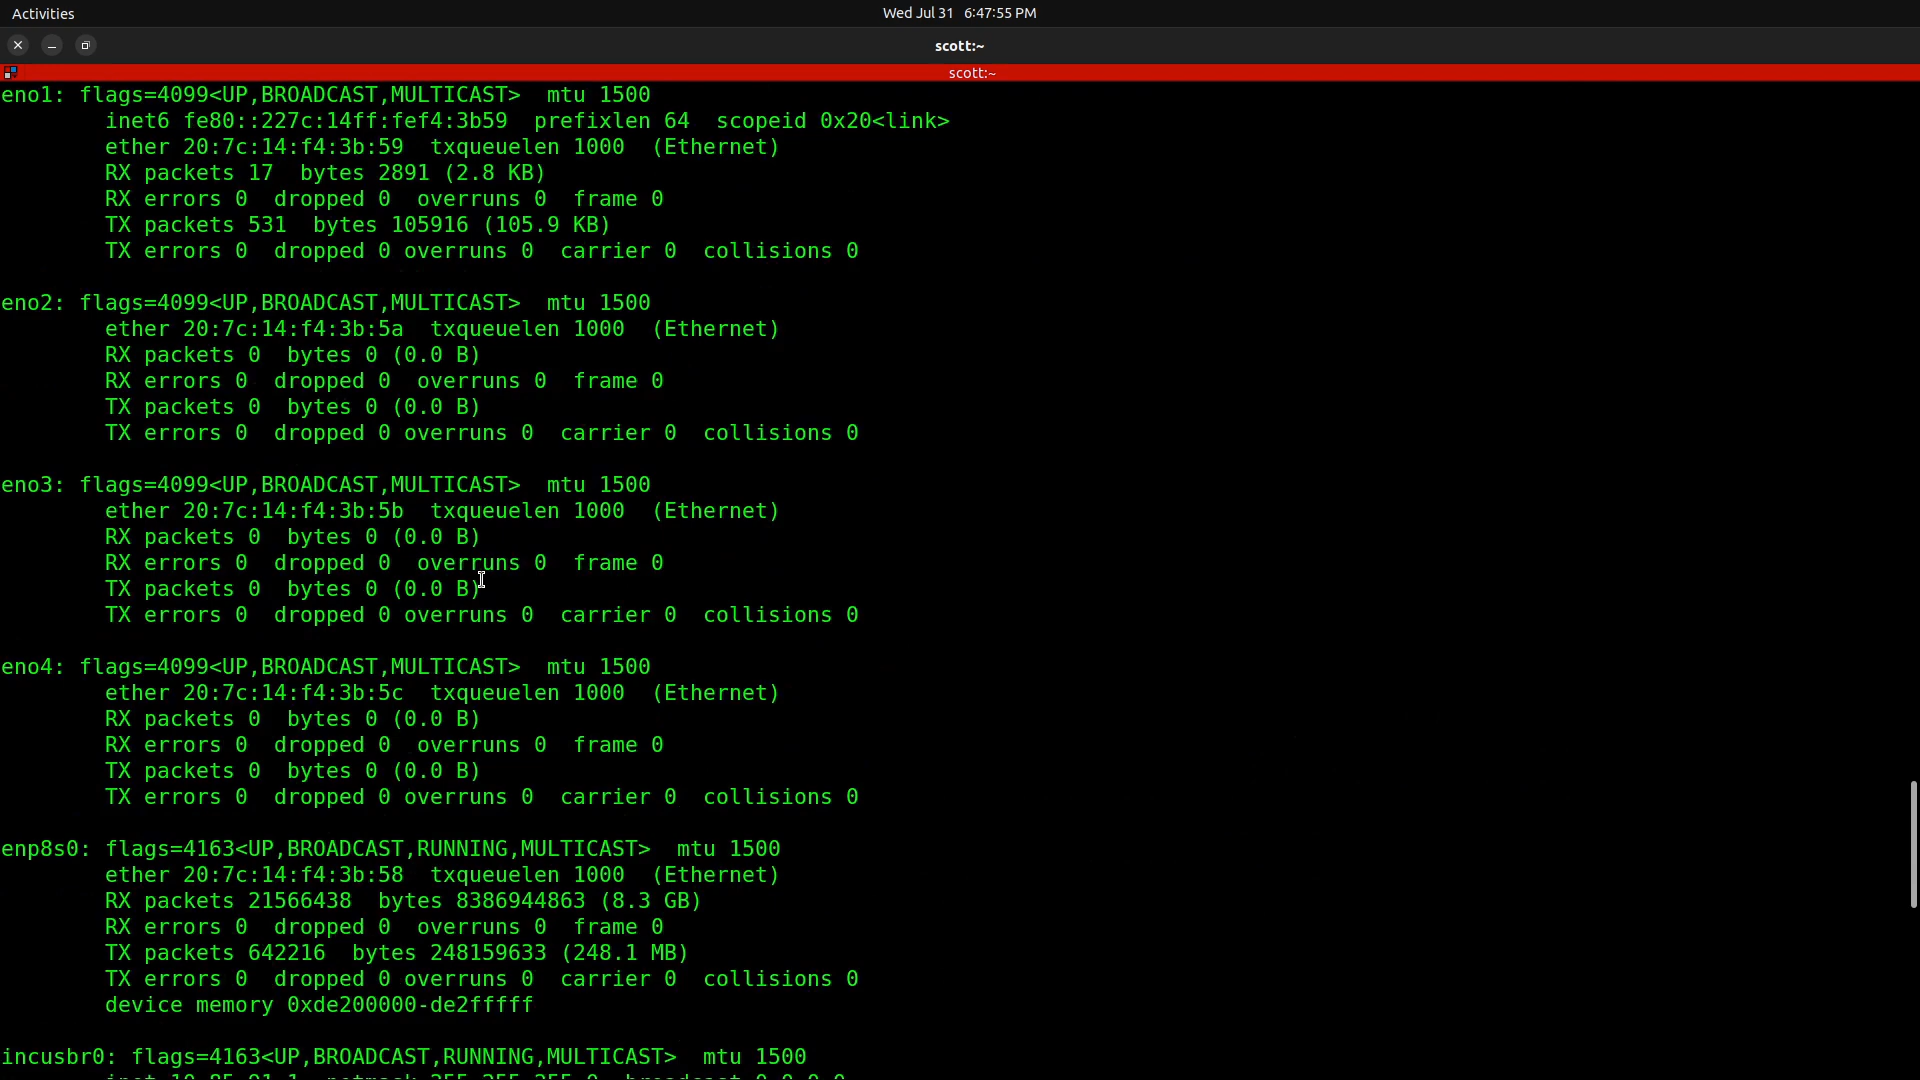 Activities
Wed Jul 31 6:47:55 PM
scott:~
scott:~
eno1: flags=4099<UP,BROADCAST,MULTICAST>  mtu 1500
        inet6 fe80::227c:14ff:fef4:3b59  prefixlen 64  scopeid 0x20<link>
        ether 20:7c:14:f4:3b:59  txqueuelen 1000  (Ethernet)
        RX packets 17  bytes 2891 (2.8 KB)
        RX errors 0  dropped 0  overruns 0  frame 0
        TX packets 531  bytes 105916 (105.9 KB)
        TX errors 0  dropped 0 overruns 0  carrier 0  collisions 0

eno2: flags=4099<UP,BROADCAST,MULTICAST>  mtu 1500
        ether 20:7c:14:f4:3b:5a  txqueuelen 1000  (Ethernet)
        RX packets 0  bytes 0 (0.0 B)
        RX errors 0  dropped 0  overruns 0  frame 0
        TX packets 0  bytes 0 (0.0 B)
        TX errors 0  dropped 0 overruns 0  carrier 0  collisions 0

eno3: flags=4099<UP,BROADCAST,MULTICAST>  mtu 1500
        ether 20:7c:14:f4:3b:5b  txqueuelen 1000  (Ethernet)
        RX packets 0  bytes 0 (0.0 B)
        RX errors 0  dropped 0  overruns 0  frame 0
        TX packets 0  bytes 0 (0.0 B)
        TX errors 0  dropped 0 overruns 0  carrier 0  collisions 0

eno4: flags=4099<UP,BROADCAST,MULTICAST>  mtu 1500
        ether 20:7c:14:f4:3b:5c  txqueuelen 1000  (Ethernet)
        RX packets 0  bytes 0 (0.0 B)
        RX errors 0  dropped 0  overruns 0  frame 0
        TX packets 0  bytes 0 (0.0 B)
        TX errors 0  dropped 0 overruns 0  carrier 0  collisions 0

enp8s0: flags=4163<UP,BROADCAST,RUNNING,MULTICAST>  mtu 1500
        ether 20:7c:14:f4:3b:58  txqueuelen 1000  (Ethernet)
        RX packets 21566438  bytes 8386944863 (8.3 GB)
        RX errors 0  dropped 0  overruns 0  frame 0
        TX packets 642216  bytes 248159633 (248.1 MB)
        TX errors 0  dropped 0 overruns 0  carrier 0  collisions 0
        device memory 0xde200000-de2fffff

incusbr0: flags=4163<UP,BROADCAST,RUNNING,MULTICAST>  mtu 1500